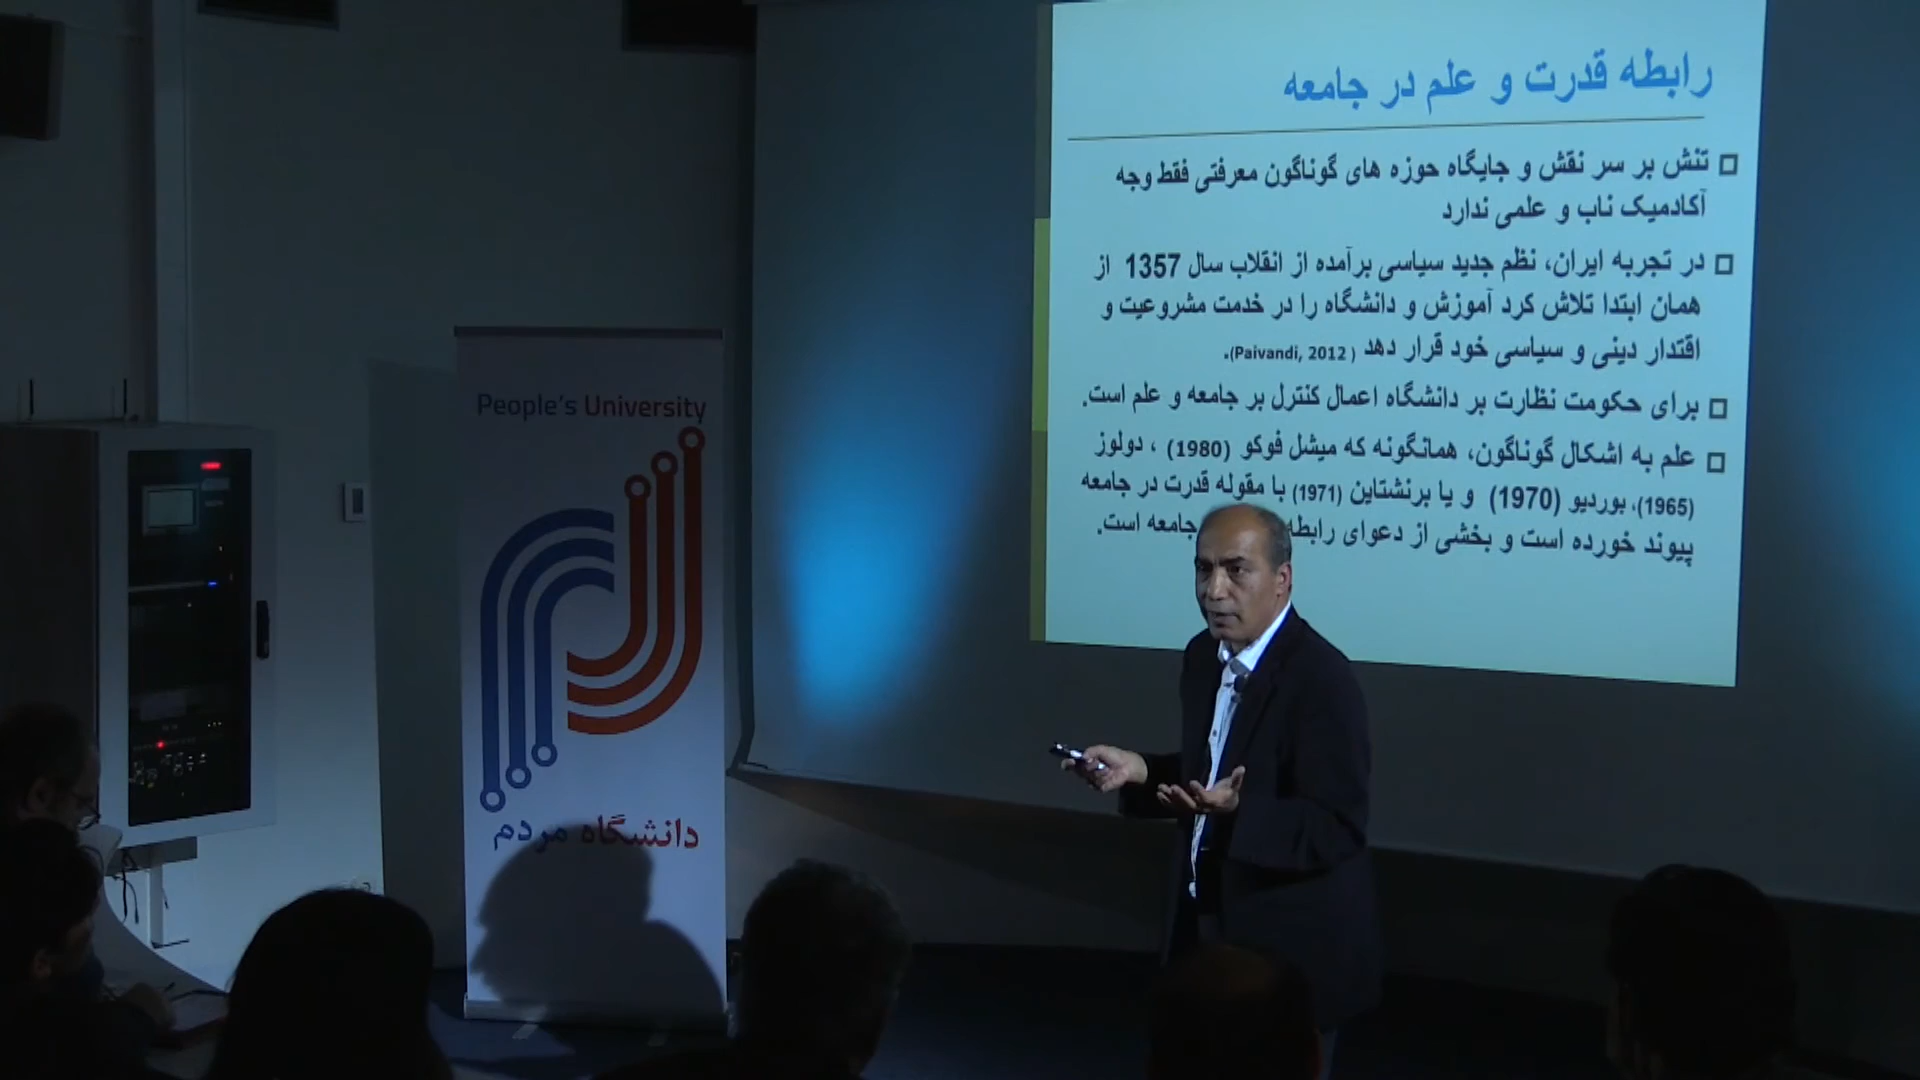 رابطه قدرت و علم در جامعه
تنش بر سر نقش و جایگاه حوزه های گوناگون معرفتی فقط وجه
آکادمیک ناب و علمی ندارد
در تجربه ایران، نظم جدید سیاسی برآمده از انقلاب سال 1357 از
همان ابتدا تلاش کرد آموزش و دانشگاه را در خدمت مشروعیت و
اقتدار دینی و سیاسی خود قرار دهد (Paivandi, 2012).
برای حکومت نظارت بر دانشگاه اعمال کنترل بر جامعه و علم است.
علم به اشکال گوناگون، همانگونه که میشل فوکو (1980) ، دولوز
(1965)، بوردیو (1970) و یا برنشتاین (1971) با مقوله قدرت در جامعه
پیوند خورده است و بخشی از دعوای رابطه جامعه است.
People's University
دانشگاه مردم